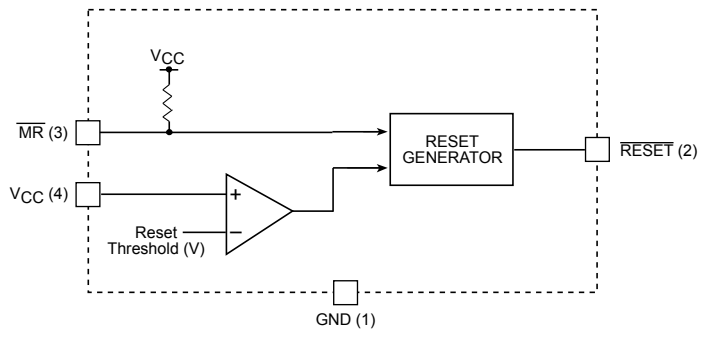 VCC
MR (3)
RESET
GENERATOR
RESET (2)
VCC (4)
+
Reset
Threshold (V)
−
GND (1)